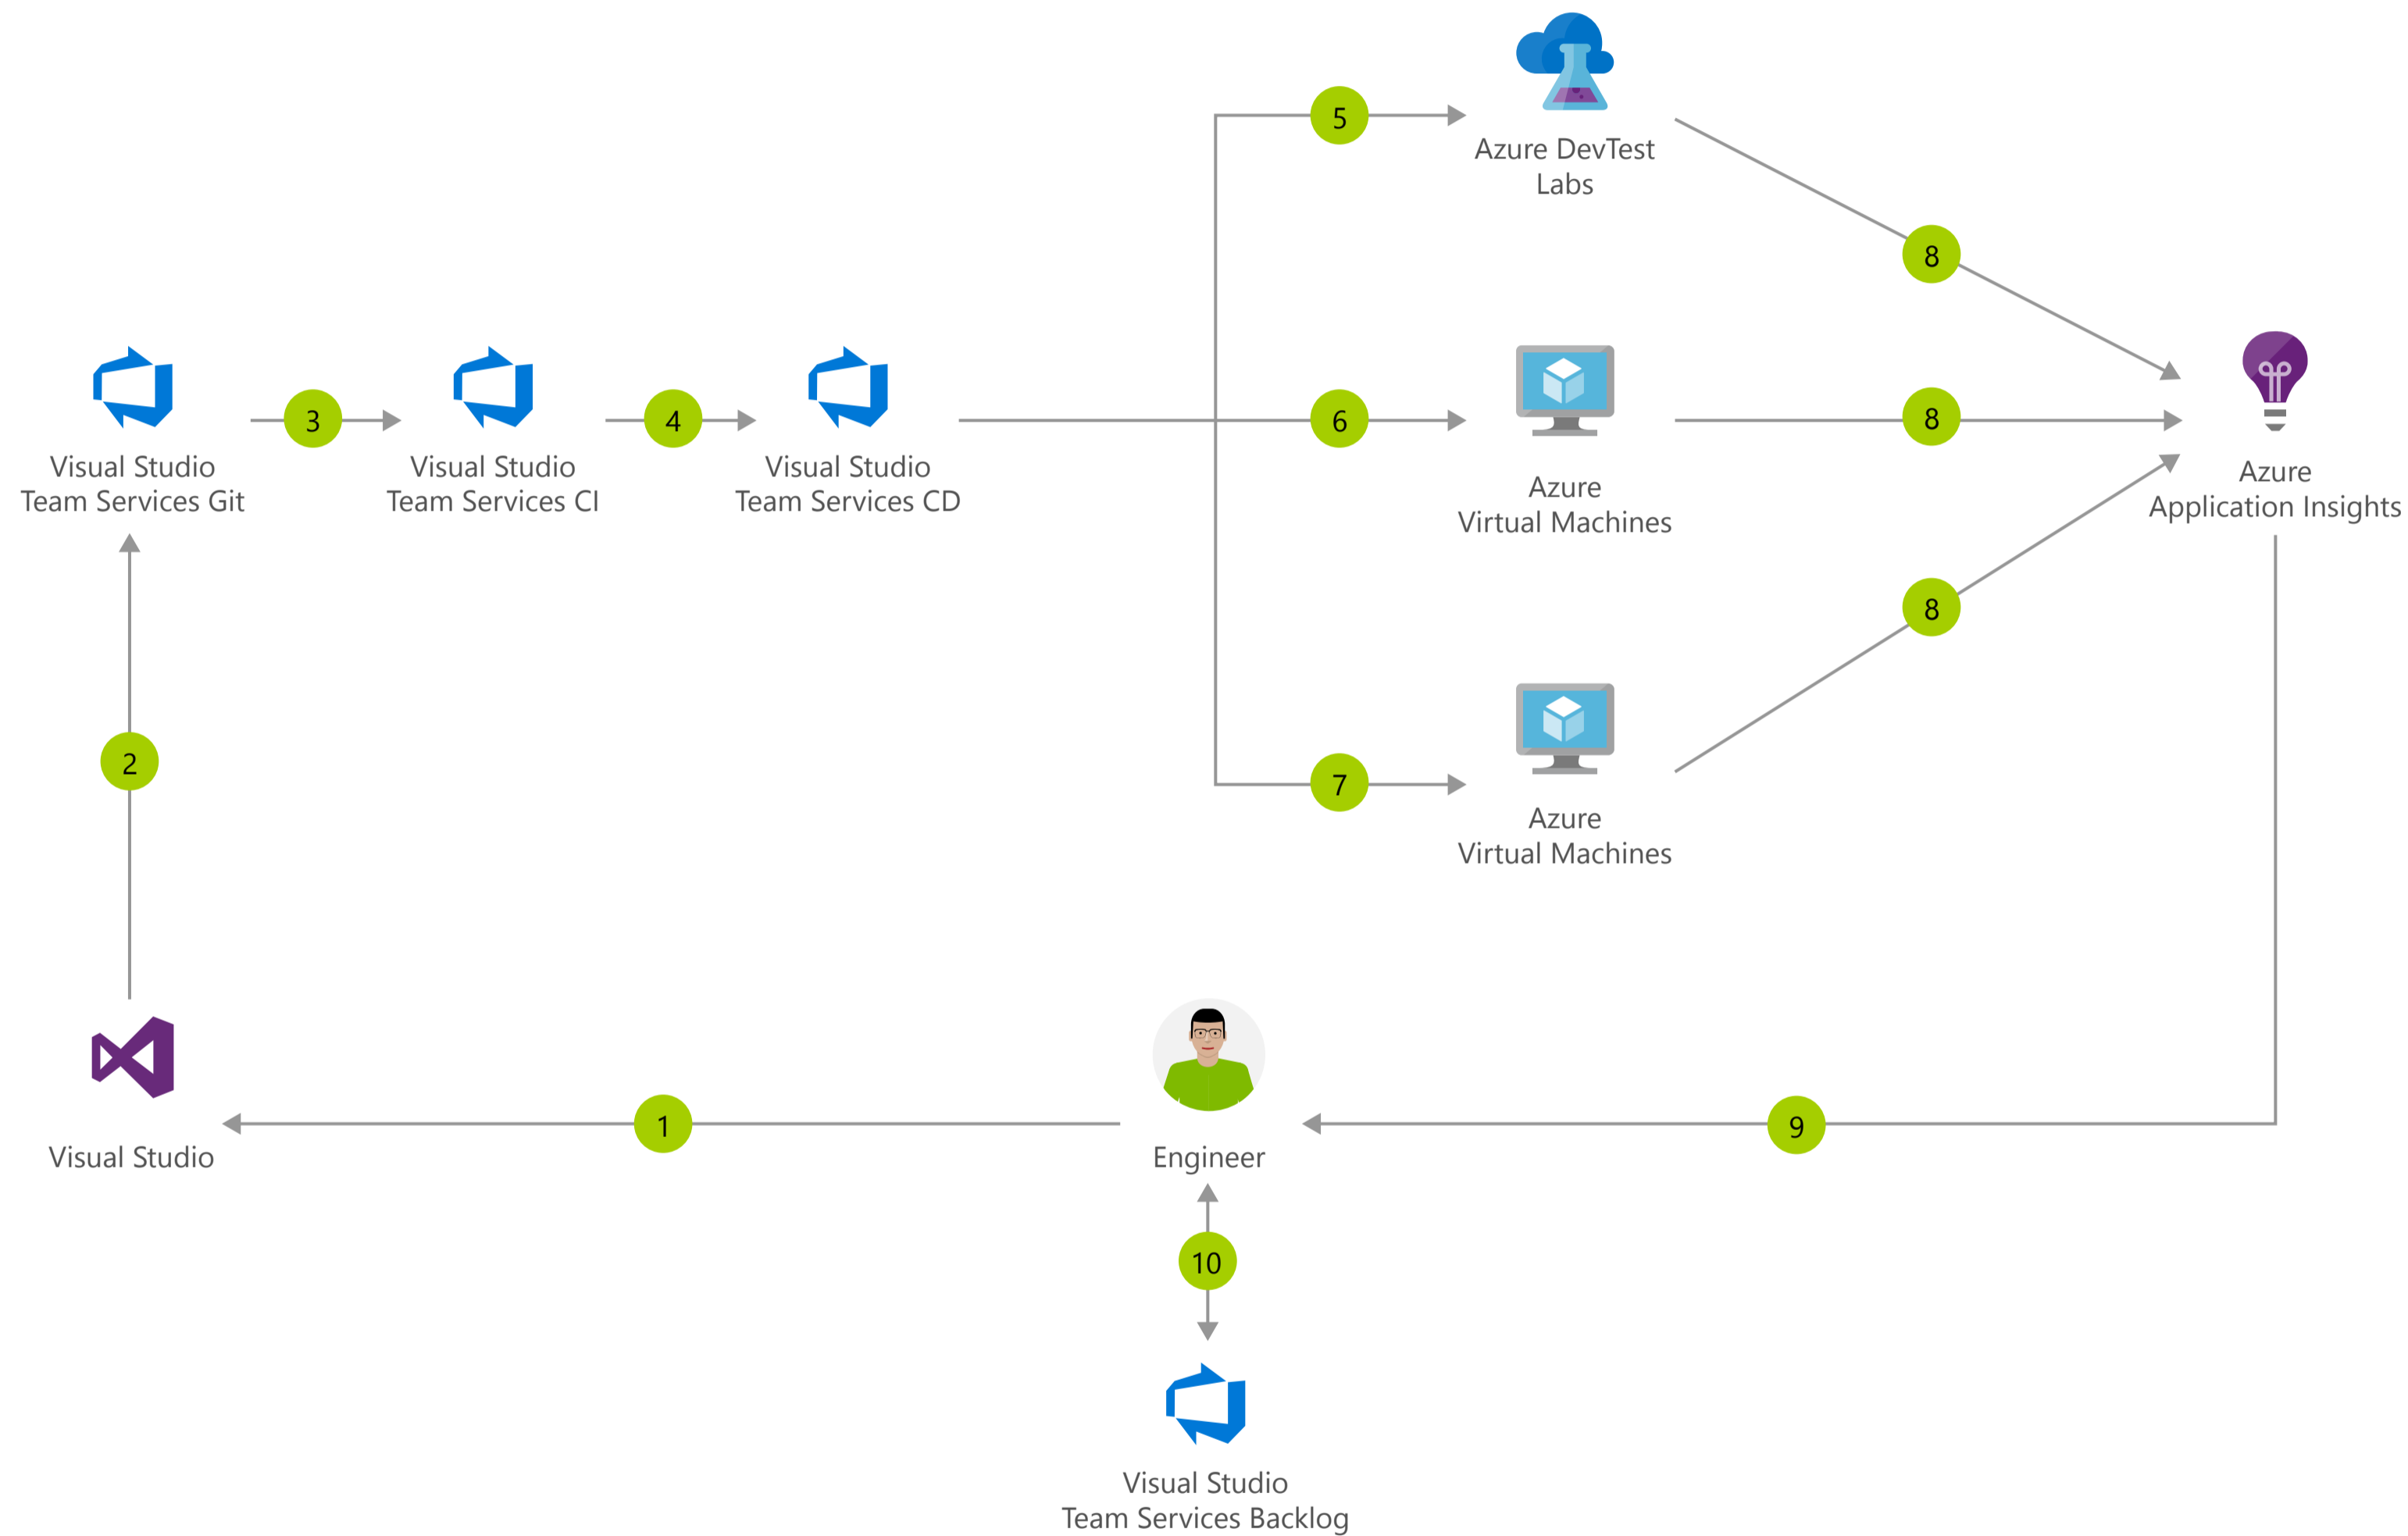 5
Azure DevTest
Labs
8
3
4
6
8
Visual Studio
Team Services Git
Visual Studio
Team Services CI
Visual Studio
Team Services CD
Azure
Virtual Machines
Azure
Application Insights
8
2
7
Azure
Virtual Machines
1
9
Visual Studio
Engineer
10
Visual Studio
Team Services Backlog